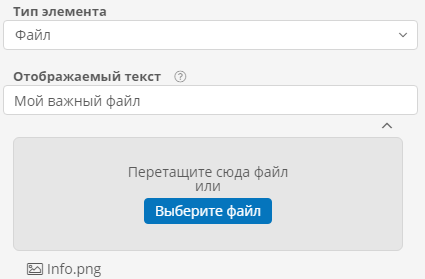 Тип элемента
Файл
Отображаемый текст ?
Мой важный файл
Перетащите сюда файл
или
Выберите файл
Info.png